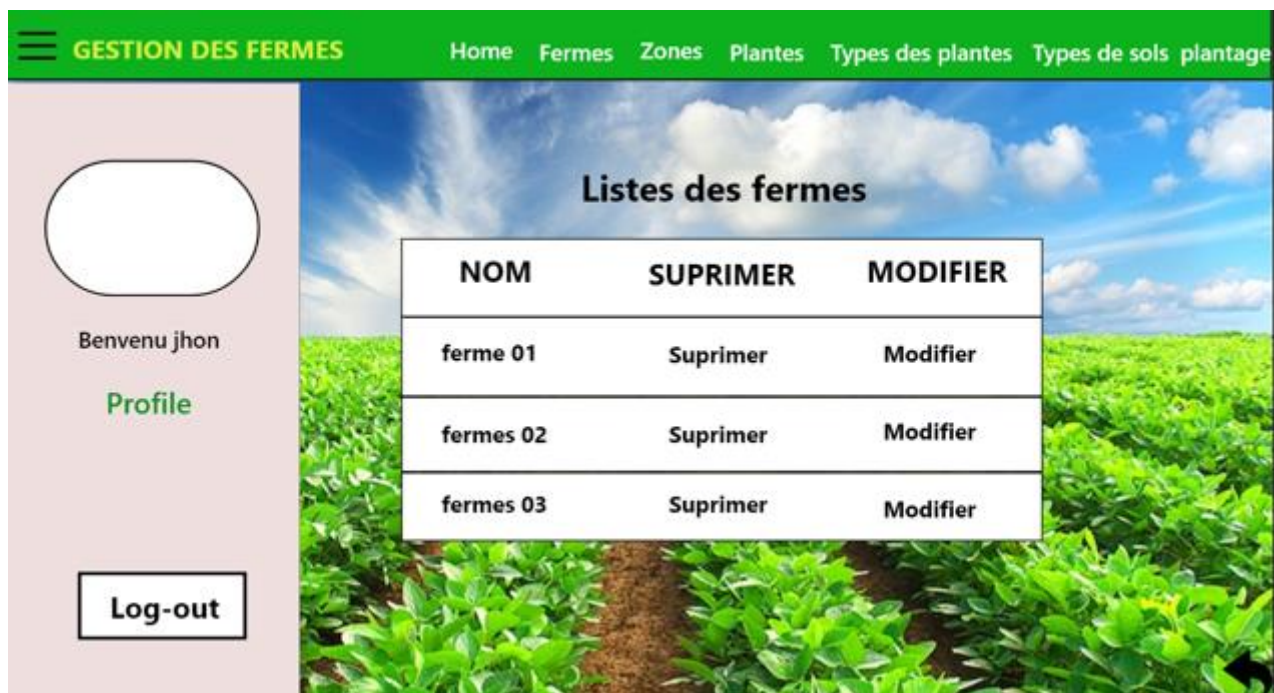 GESTION DES FERMES Home Fermes Zones Plantes Types des plantes Types de sols plantage
Benvenu jhon
Profile
Log-out
Listes des fermes
NOM SUPRIMER MODIFIER
ferme 01 Suprimer Modifier
fermes 02 Suprimer Modifier
fermes 03 Suprimer Modifier